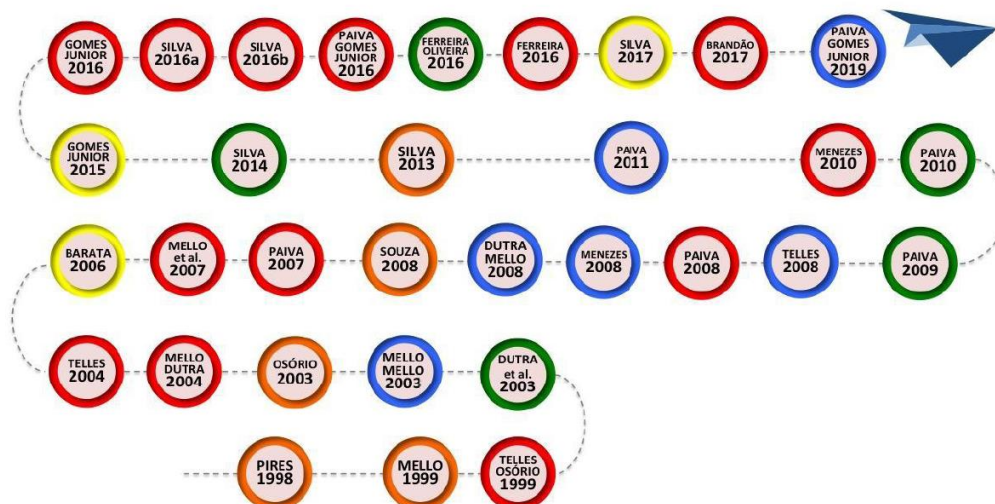 GOMES
JUNIOR
2016
SILVA
2016a
SILVA
2016b
PAIVA
GOMES
JUNIOR
2016
FERREIRA
OLIVEIRA
2016
FERREIRA
2016
SILVA
2017
BRANDÃO
2017
PAIVA
GOMES
JUNIOR
2019
GOMES
JUNIOR
2015
SILVA
2014
SILVA
2013
PAIVA
2011
MENEZES
2010
PAIVA
2010
BARATA
2006
MELLO
et al.
2007
PAIVA
2007
SOUZA
2008
DUTRA
MELLO
2008
MENEZES
2008
PAIVA
2008
TELLES
2008
PAIVA
2009
TELLES
2004
MELLO
DUTRA
2004
OSÓRIO
2003
MELLO
MELLO
2003
DUTRA
et al.
2003
PIRES
1998
MELLO
1999
TELLES
OSÓRIO
1999